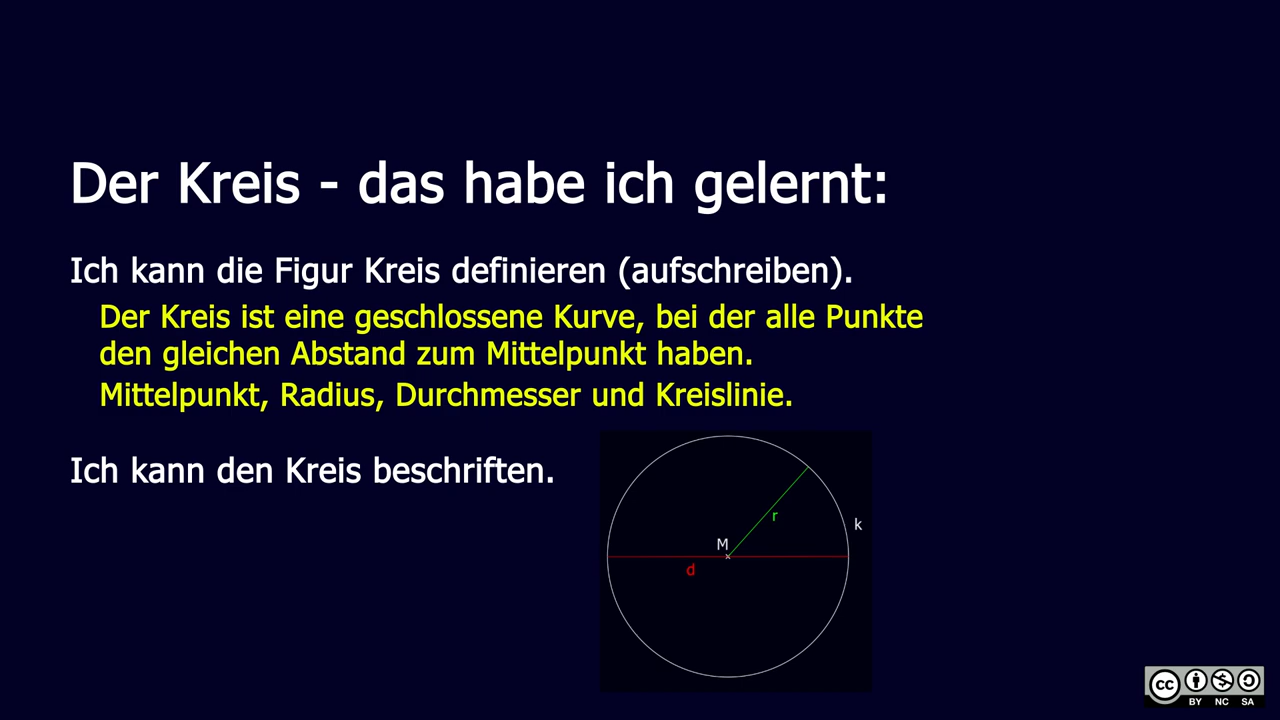 Der Kreis - das habe ich gelernt:
Ich kann die Figur Kreis definieren (aufschreiben).
Der Kreis ist eine geschlossene Kurve, bei der alle Punkte
den gleichen Abstand zum Mittelpunkt haben.
Mittelpunkt, Radius, Durchmesser und Kreislinie.
Ich kann den Kreis beschriften.
r
k
M
d
cc
BY NC SA